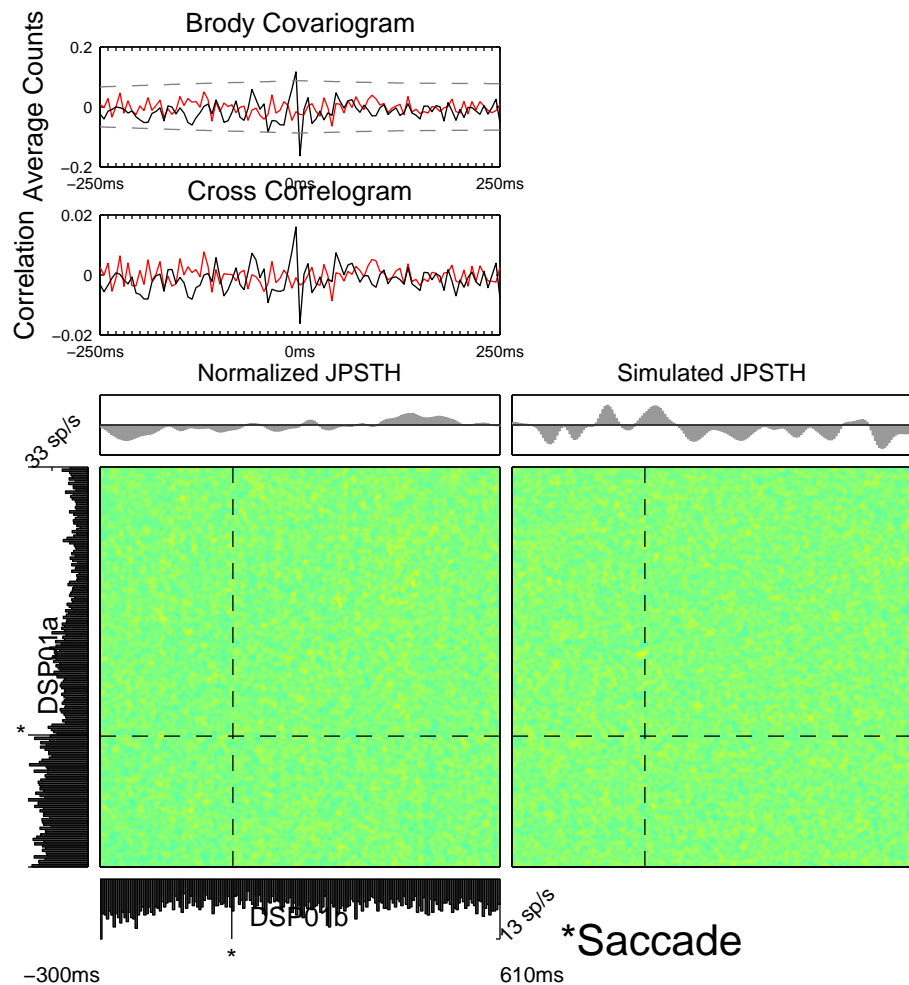 Brody Covariogram
Average Counts
0.2
0
−0.2
−250ms
0ms
250ms
Cross Correlogram
Correlation
0.02
0
−0.02
−250ms
0ms
250ms
Normalized JPSTH
Simulated JPSTH
33 sp/s
DSP01a
*
DSP01b
13 sp/s
*
*Saccade
−300ms
610ms